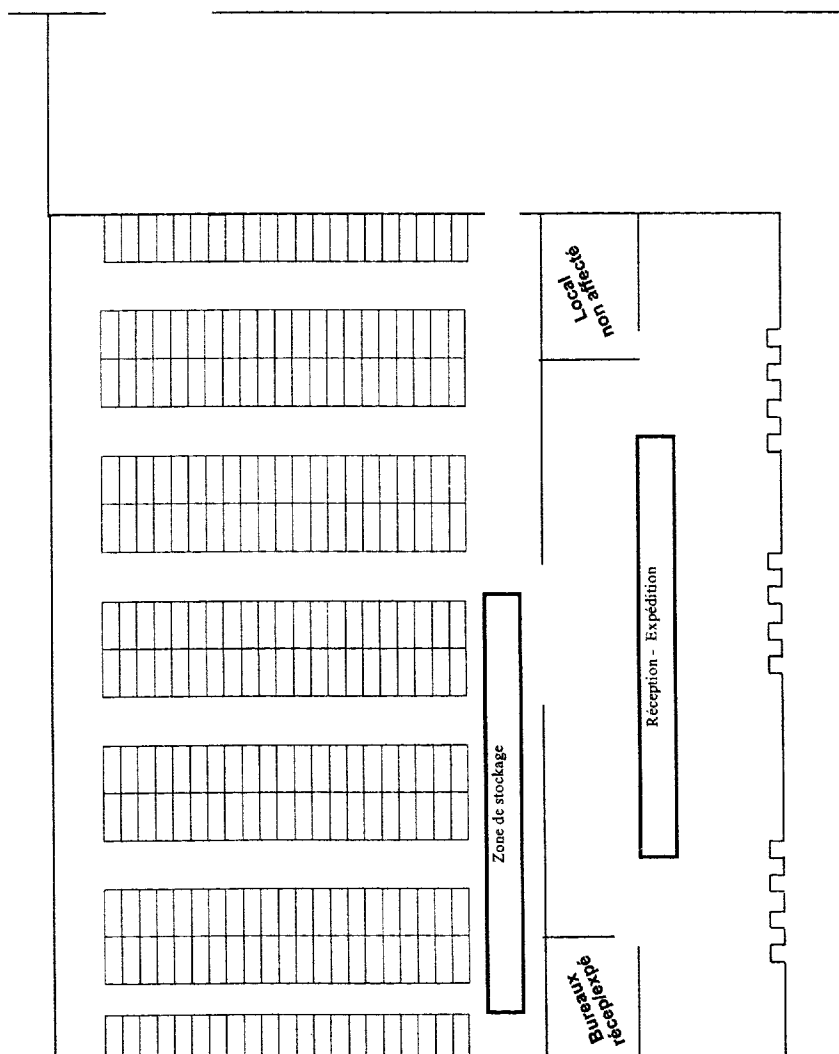 Local
non affecté
Réception - Expédition
Zone de stockage
Bureaux
récep/expé